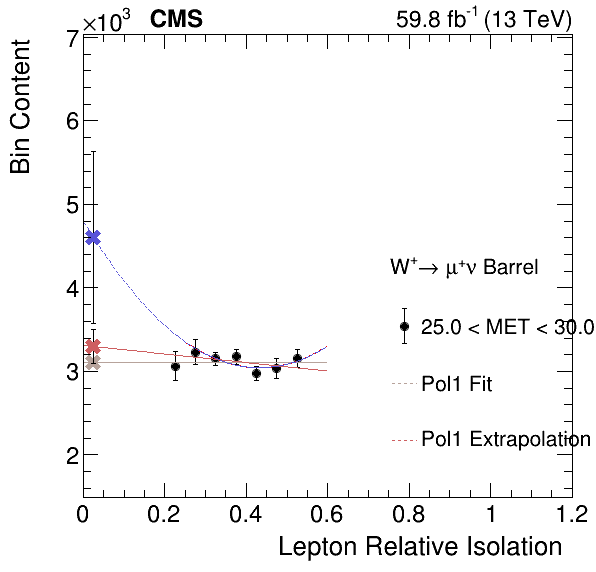 ×10³ CMS 59.8 fb⁻¹ (13 TeV)
Bin Content
7
6
5
4
3
2
W⁺→ μ⁺ν Barrel
25.0 < MET < 30.0
Pol1 Fit
Pol1 Extrapolation
0 0.2 0.4 0.6 0.8 1 1.2
Lepton Relative Isolation